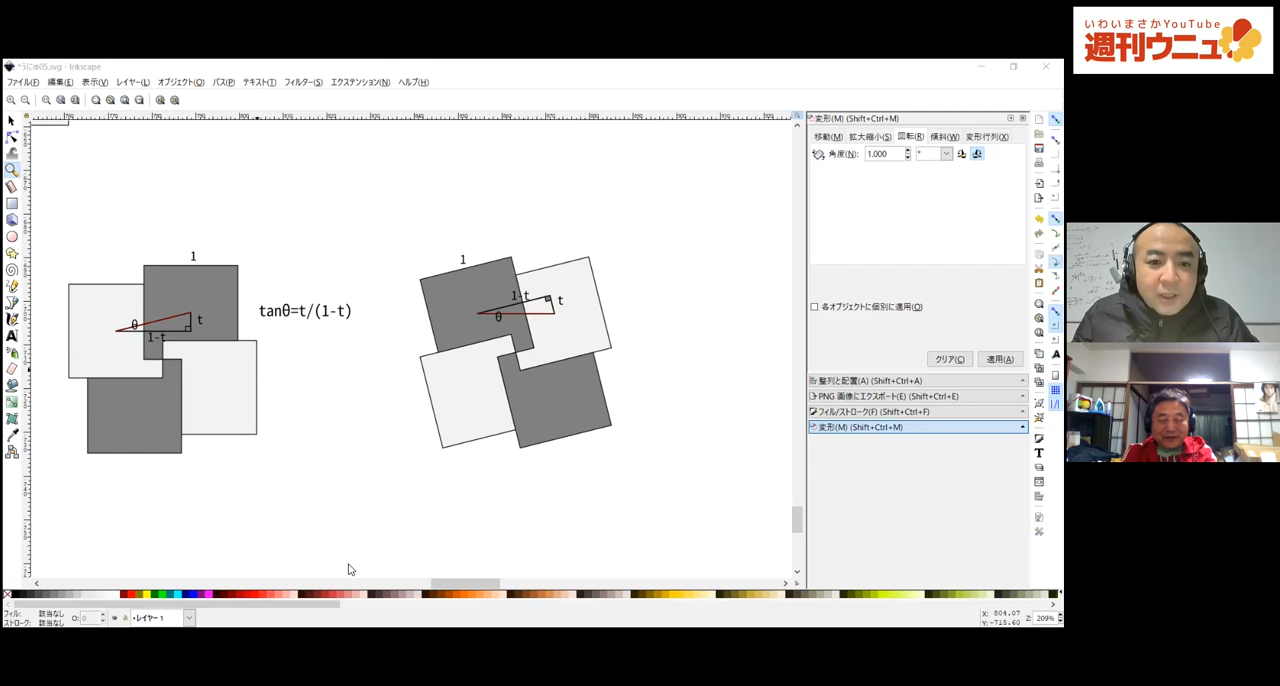 いわいまさかYouTube
週刊ウニュ
*うにゅ05.svg - Inkscape
ファイル(F) 編集(E) 表示(V) レイヤー(L) オブジェクト(O) パス(P) テキスト(T) フィルター(S) エクステンション(N) ヘルプ(H)
変形(M) (Shift+Ctrl+M)
移動(M) 拡大縮小(S) 回転(R) 傾斜(W) 変形行列(X)
角度(N): 1.000 °
1
θ
t
1-t
tanθ=t/(1-t)
1
1-t
t
θ
各オブジェクトに個別に適用(O)
クリア(C) 適用(A)
整列と配置(A) (Shift+Ctrl+A)
PNG 画像にエクスポート(E) (Shift+Ctrl+E)
フィル/ストローク(F) (Shift+Ctrl+F)
変形(M) (Shift+Ctrl+M)
フィル: 該当なし
ストローク: 該当なし
O: 0
•レイヤー 1
X: 804.07
Y: -715.60
Z: 209%